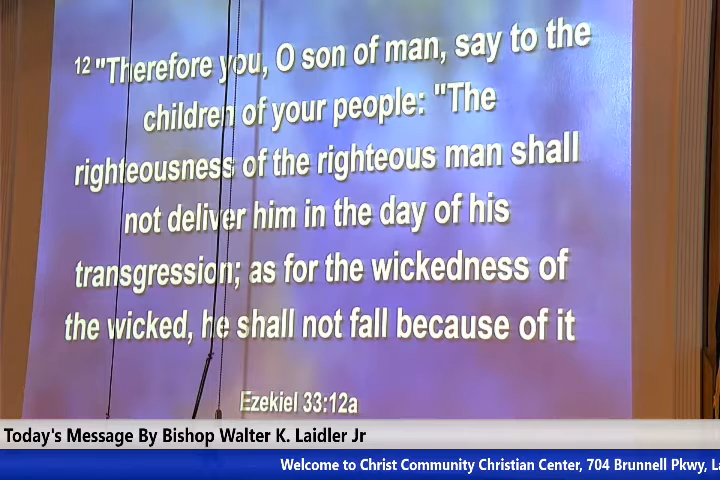 12 "Therefore you, O son of man, say to the
children of your people: "The
righteousness of the righteous man shall
not deliver him in the day of his
transgression; as for the wickedness of
the wicked, he shall not fall because of it
Ezekiel 33:12a
Today's Message By Bishop Walter K. Laidler Jr
Welcome to Christ Community Christian Center, 704 Brunnell Pkwy,